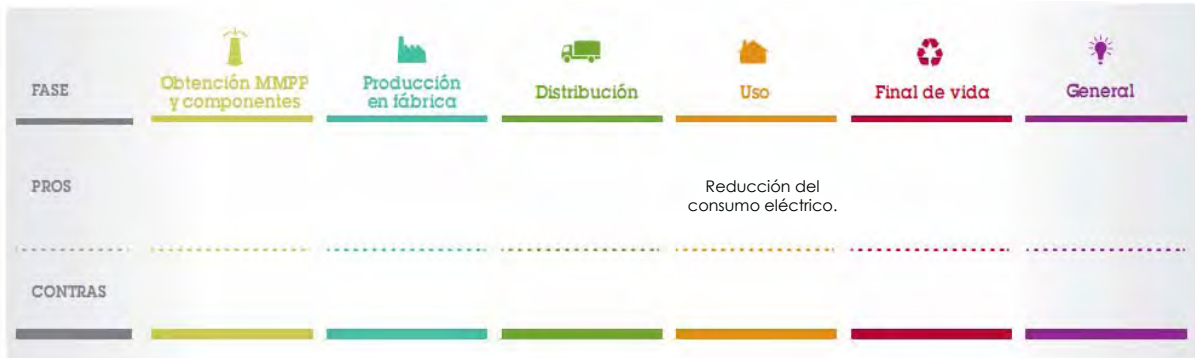 FASE
Obtención MMPP
y componentes
Producción
en fábrica
Distribución
Uso
Final de vida
General
PROS
Reducción del
consumo eléctrico.
CONTRAS